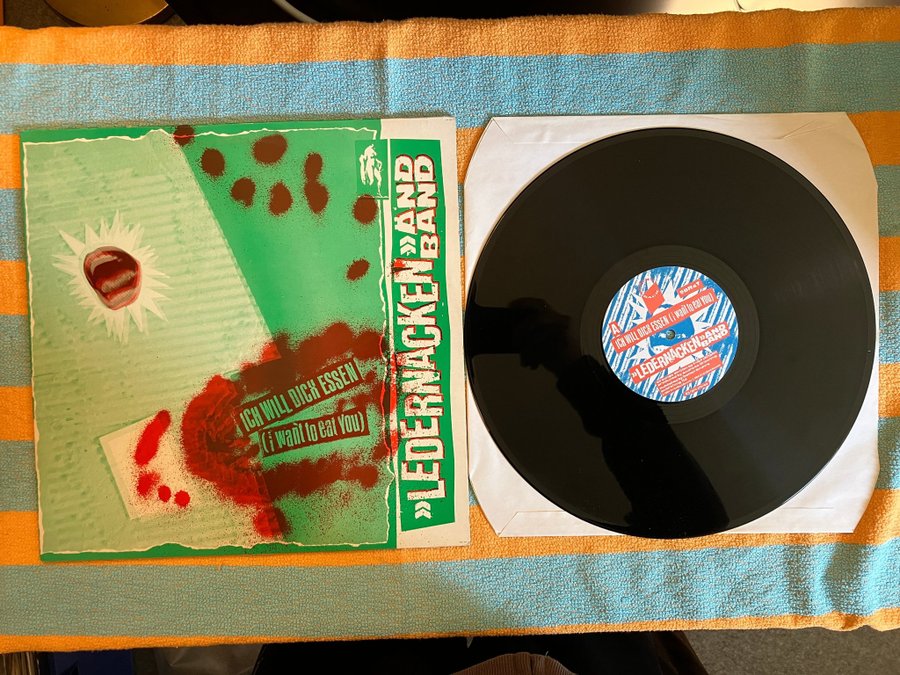 »LEDERNACKEN»AND
BAND
ICH WILL DICH ESSEN
(i want to eat you)
A
ICH WILL DICH ESSEN (i want to eat you)
»LEDERNACKEN»AND
BAND